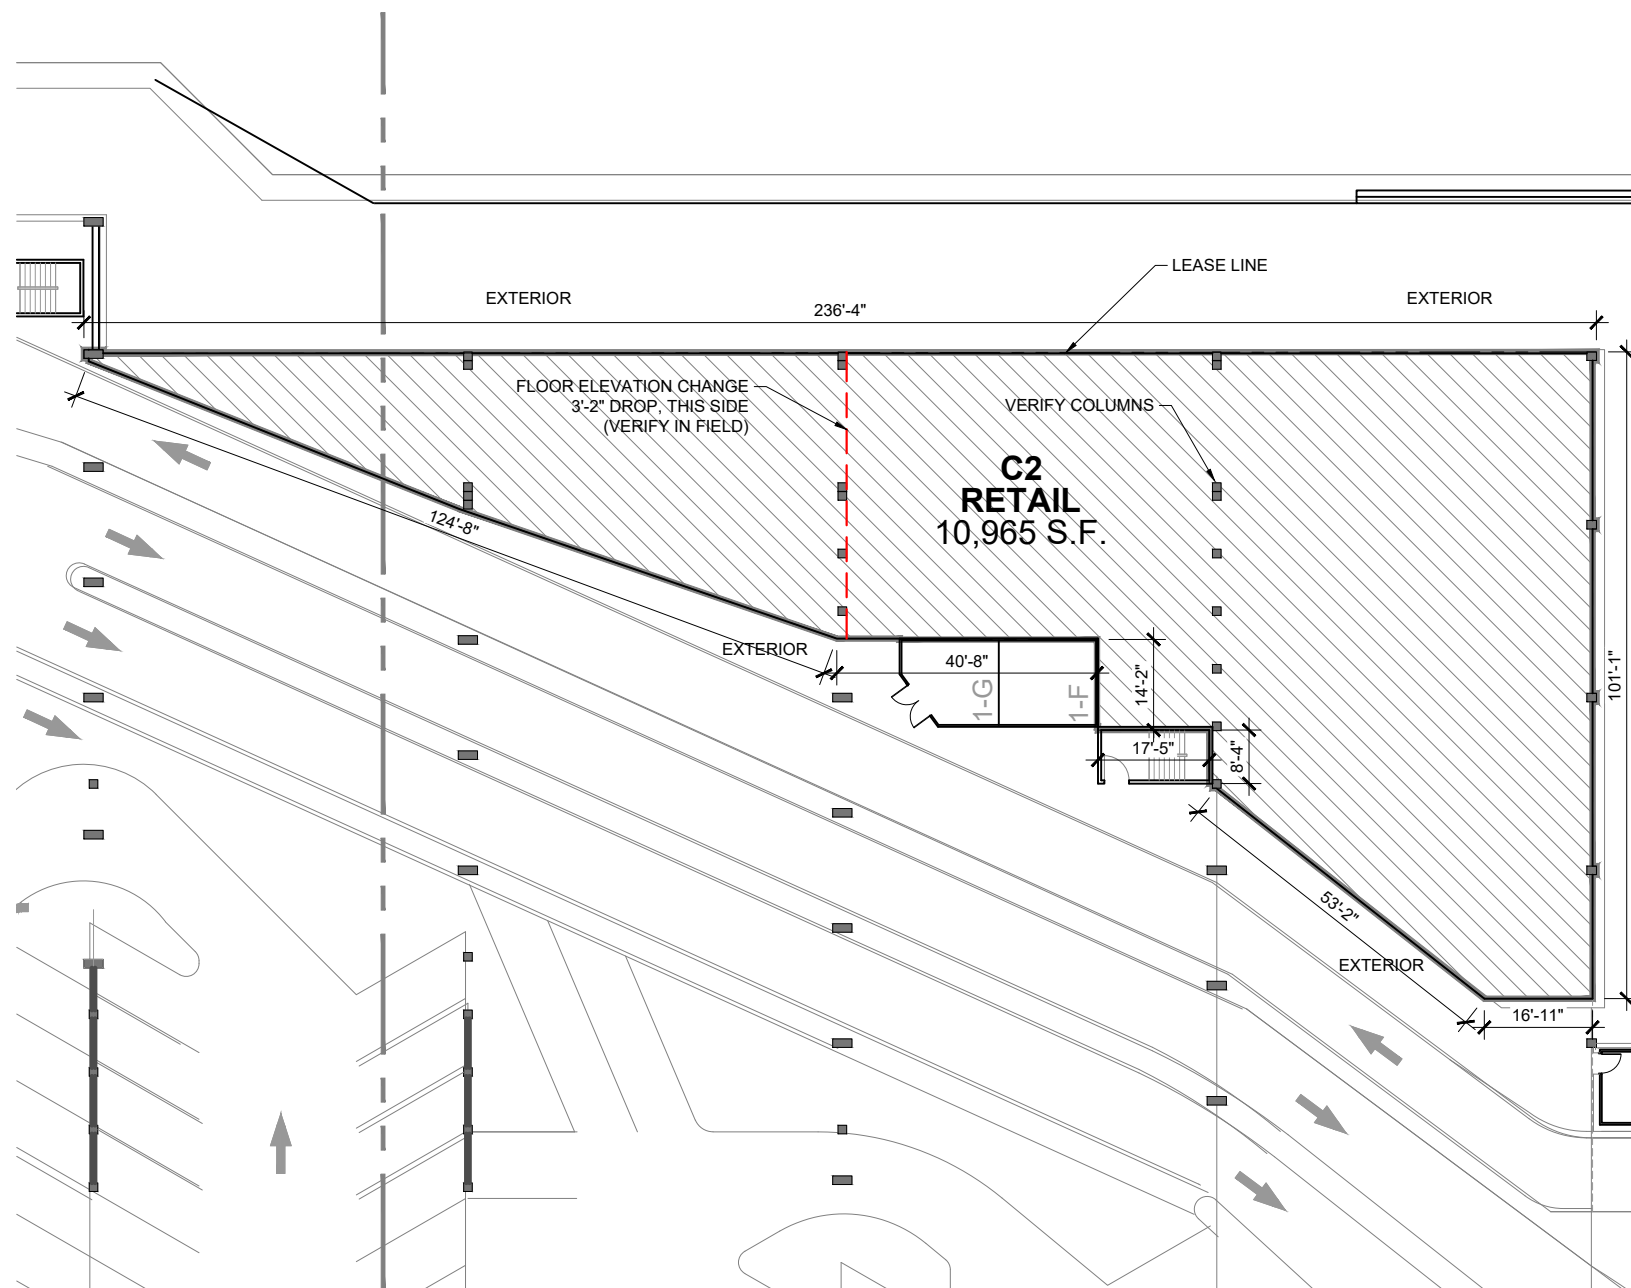 LEASE LINE
EXTERIOR
EXTERIOR
236'-4"
FLOOR ELEVATION CHANGE
3'-2" DROP, THIS SIDE
(VERIFY IN FIELD)
VERIFY COLUMNS
C2
RETAIL
10,965 S.F.
124'-8"
EXTERIOR
40'-8"
1-G
1-F
14'-2"
101'-1"
17'-5"
8'-4"
53'-2"
EXTERIOR
16'-11"